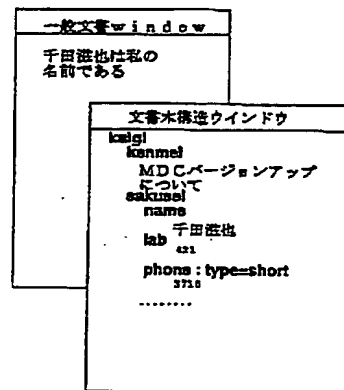 一般文書window
千田滋也は私の
名前である
文書木構造ウインドウ
kaigi
kenmei
MDCバージョンアップ
について
sakusei
name
千田滋也
lab
421
phone : type=short
3710
........